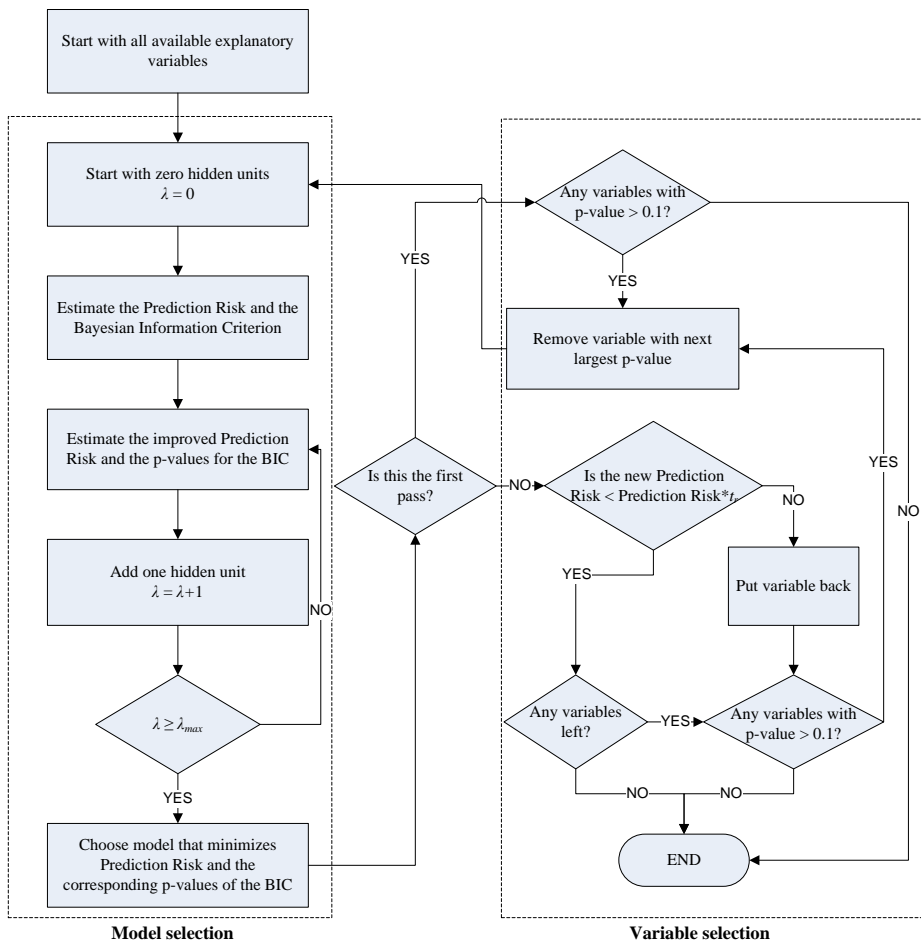 Start with all available explanatory
variables
Start with zero hidden units
λ = 0
Estimate the Prediction Risk and the
Bayesian Information Criterion
Estimate the improved Prediction
Risk and the p-values for the BIC
Add one hidden unit
λ = λ+1
NO
λ ≥ λmax
YES
Choose model that minimizes
Prediction Risk and the
corresponding p-values of the BIC
Model selection
Is this the first
pass?
YES
NO
Any variables with
p-value > 0.1?
YES
NO
Remove variable with next
largest p-value
Is the new Prediction
Risk < Prediction Risk*
NO
YES
Put variable back
YES
Any variables
left?
YES
Any variables with
p-value > 0.1?
NO
NO
END
Variable selection